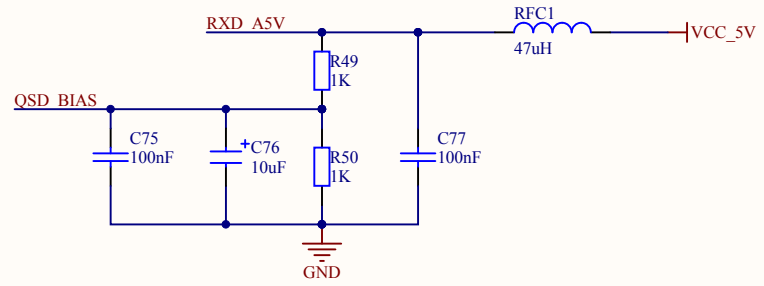 RFC1
RXD_A5V
VCC_5V
47uH
R49
1K
QSD_BIAS
C75
100nF
C76
10uF
R50
1K
C77
100nF
GND